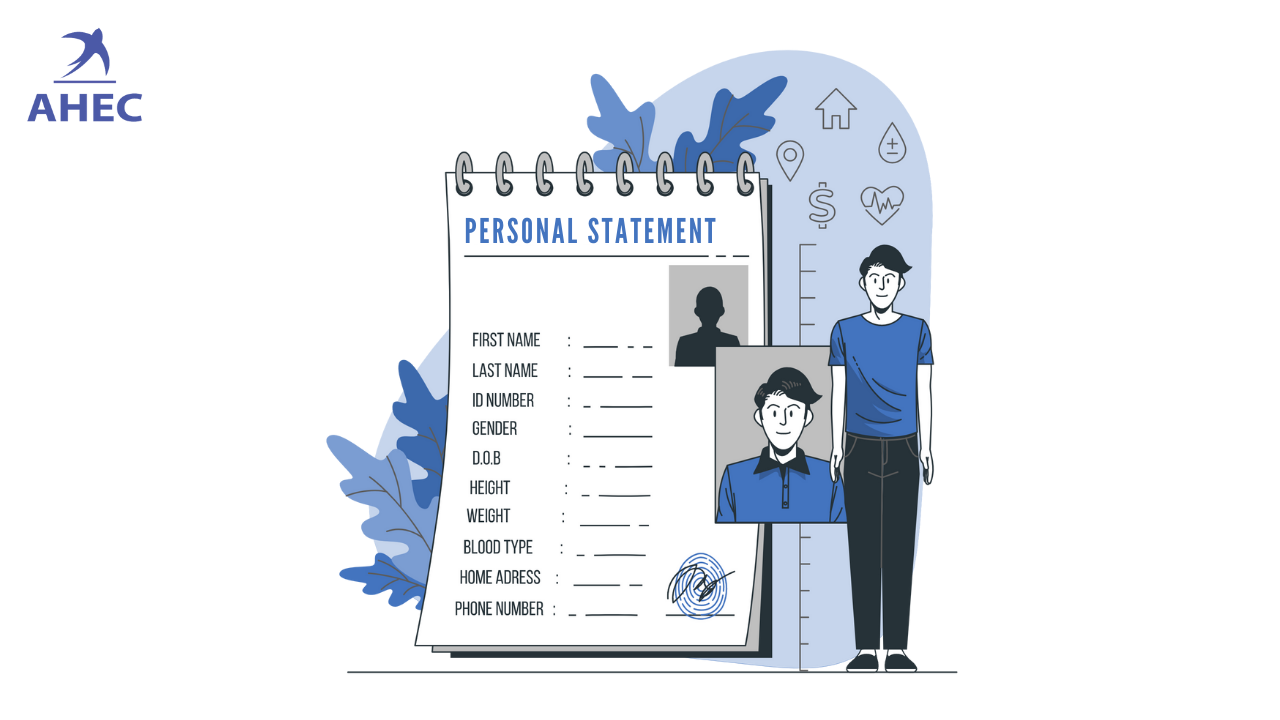 AHEC
PERSONAL STATEMENT
FIRST NAME :
LAST NAME :
ID NUMBER :
GENDER :
D.O.B :
HEIGHT :
WEIGHT :
BLOOD TYPE :
HOME ADRESS :
PHONE NUMBER :